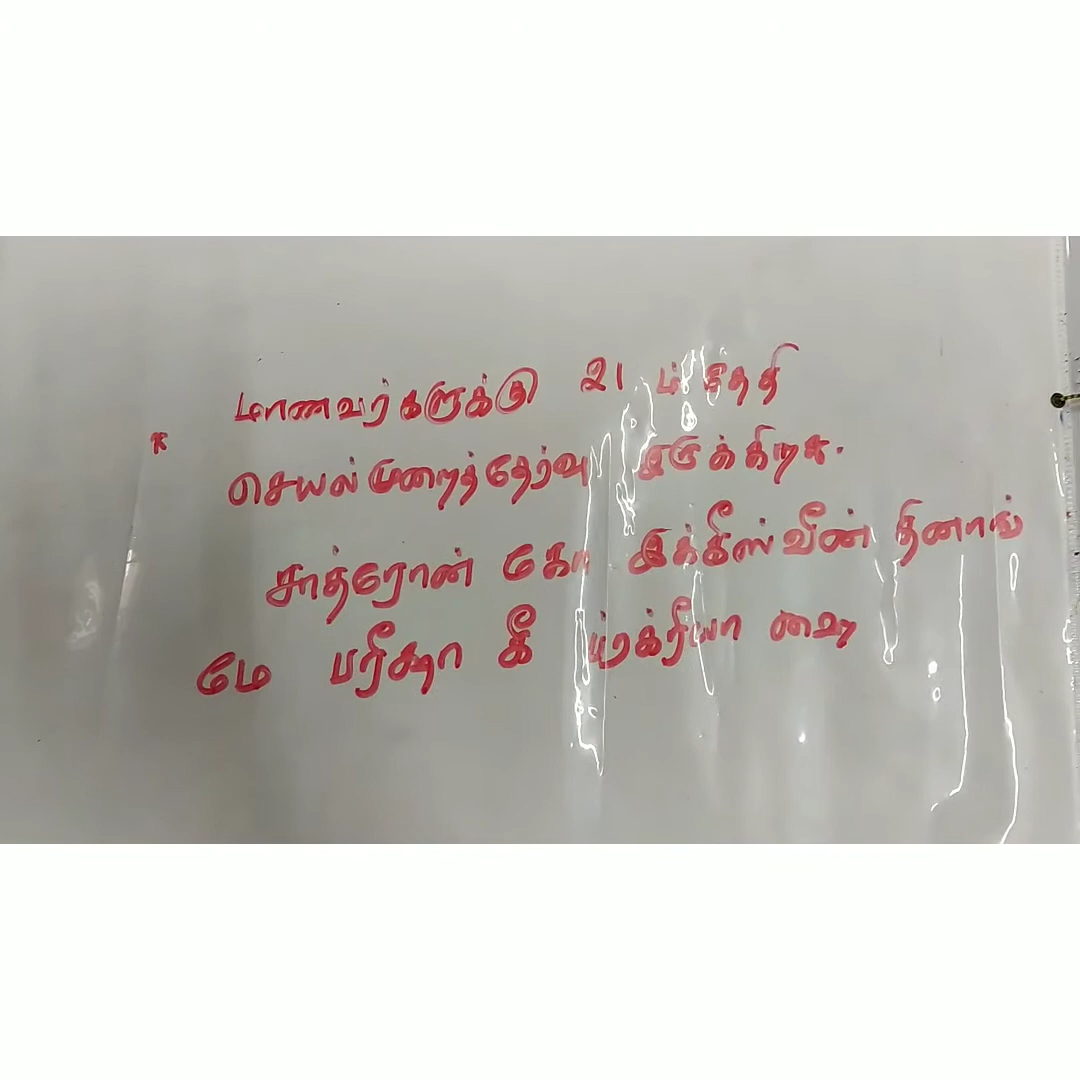 மாணவர்களுக்கு 21 ம் தேதி
* செயல்முறைத்தேர்வு இருக்கிறது.
சாத்ரோன் கோ இக்கீஸ்வீன் தினாங்
மே பரீக்ஷா கீ ப்ரக்ரியா ஹை